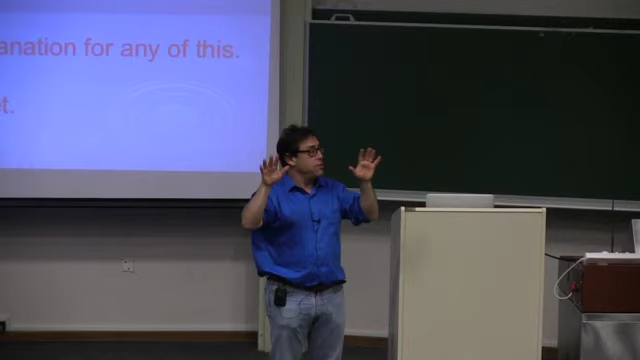 anation for any of this.
t.